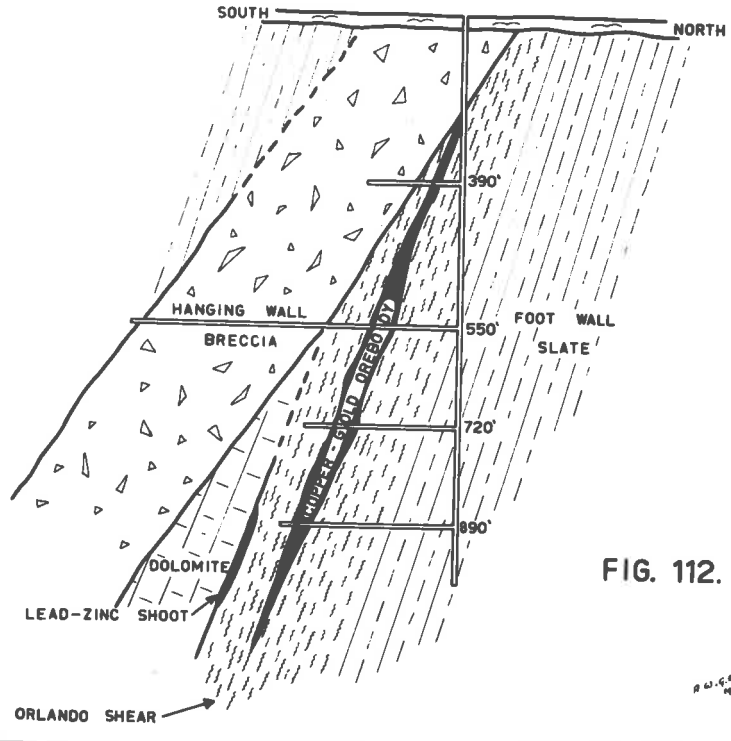 SOUTH
NORTH
390'
HANGING WALL
BRECCIA
550'
FOOT WALL
SLATE
COPPER - GOLD OREBODY
720'
890'
DOLOMITE
FIG. 112.
LEAD-ZINC SHOOT
ORLANDO SHEAR